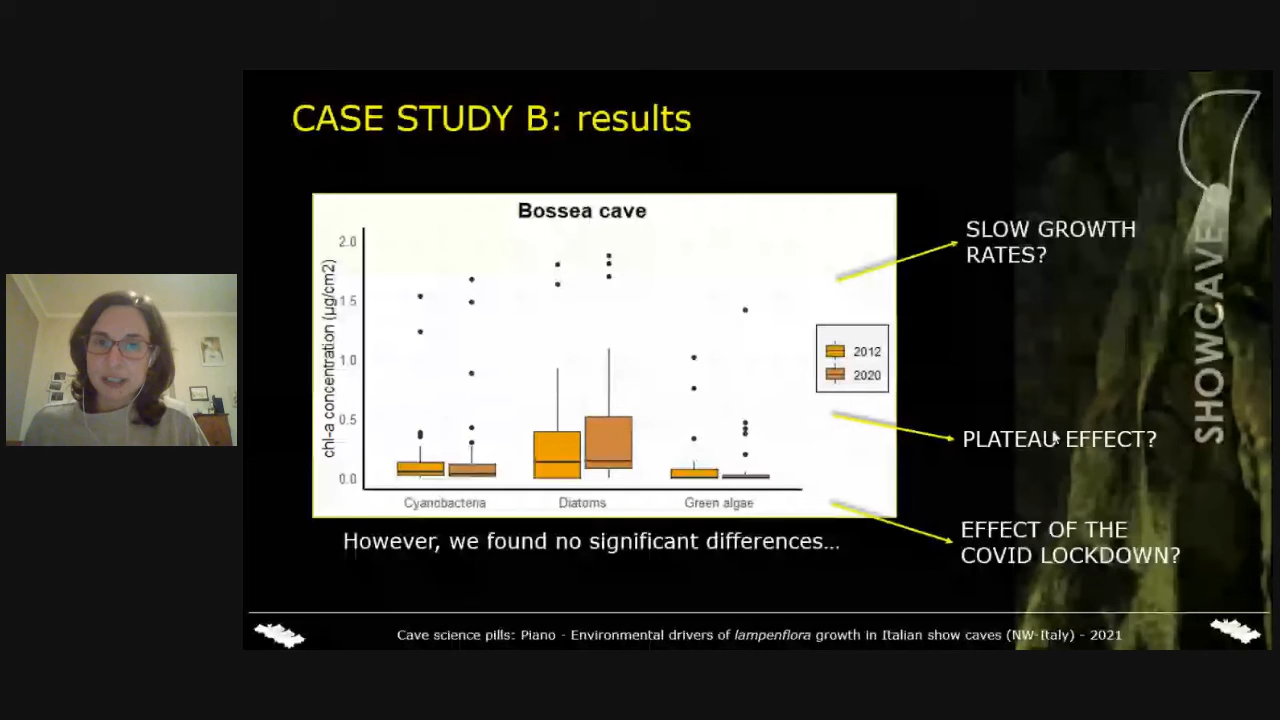 CASE STUDY B: results
Bossea cave
chl-a concentration (µg/cm2)
2.0
1.5
1.0
0.5
0.0
Cyanobacteria
Diatoms
Green algae
2012
2020
SLOW GROWTH
RATES?
PLATEAU EFFECT?
EFFECT OF THE
COVID LOCKDOWN?
However, we found no significant differences…
SHOWCAVE
Cave science pills: Piano - Environmental drivers of lampenflora growth in Italian show caves (NW-Italy) - 2021